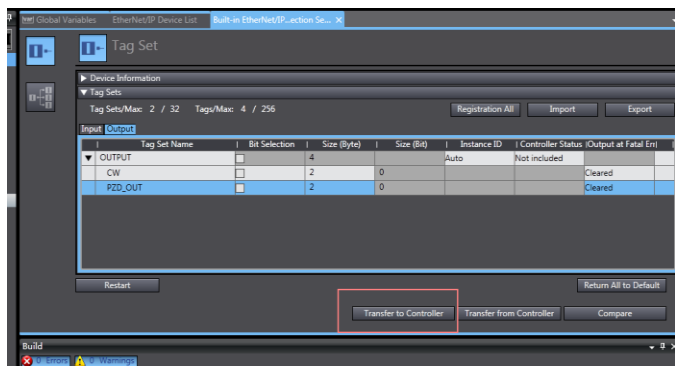 Global Variables EtherNet/IP Device List Built-in EtherNet/IP...ection Se... ×
Tag Set
Device Information
Tag Sets
Tag Sets/Max: 2 / 32 Tags/Max: 4 / 256 Registration All Import Export
Input Output
Tag Set Name | Bit Selection | Size (Byte) | Size (Bit) | Instance ID | Controller Status |Output at Fatal Err|
OUTPUT 4 Auto Not included
CW 2 0 Cleared
PZD_OUT 2 0 Cleared
Restart Return All to Default
Transfer to Controller Transfer from Controller Compare
Build
0 Errors 0 Warnings